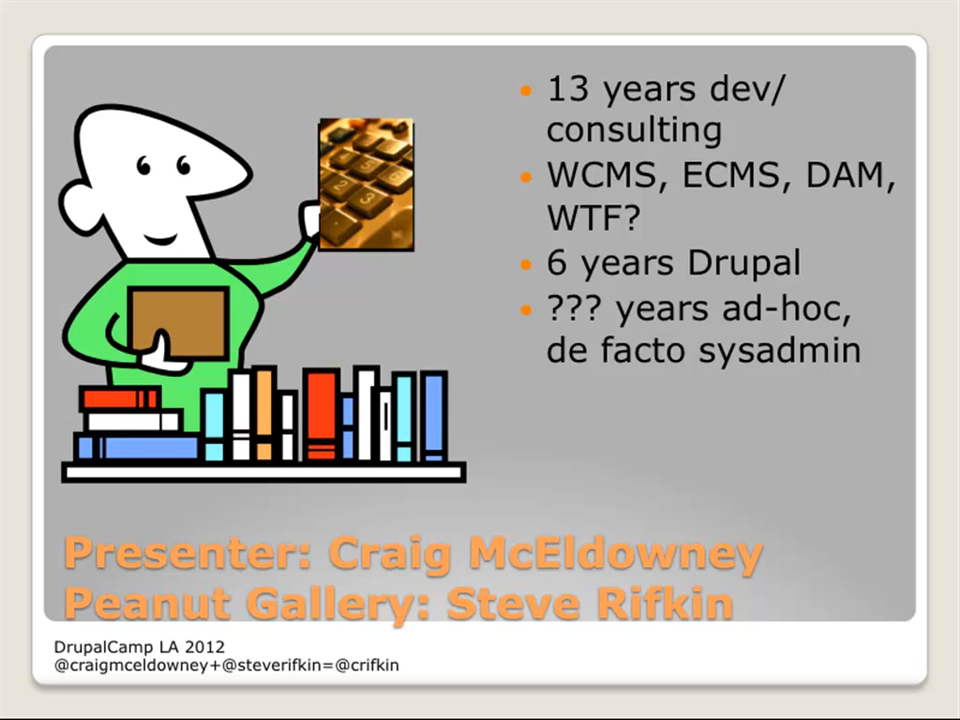 13 years dev/
consulting
WCMS, ECMS, DAM,
WTF?
6 years Drupal
??? years ad-hoc,
de facto sysadmin
Presenter: Craig McEldowney
Peanut Gallery: Steve Rifkin
DrupalCamp LA 2012
@craigmceldowney+@steverifkin=@crifkin